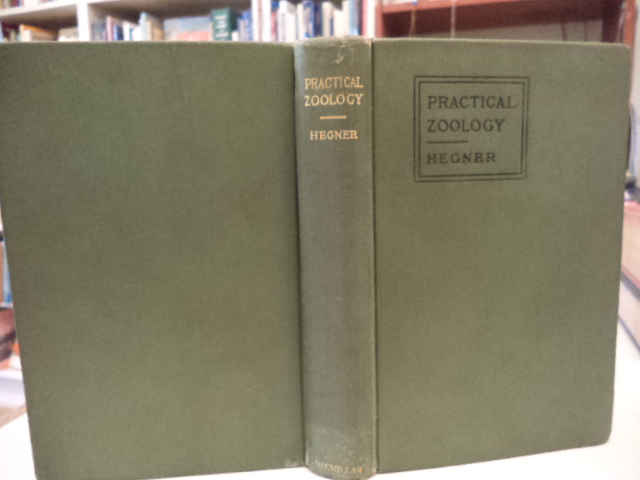 PRACTICAL
ZOOLOGY
HEGNER
MACMILLAN
PRACTICAL
ZOOLOGY
HEGNER